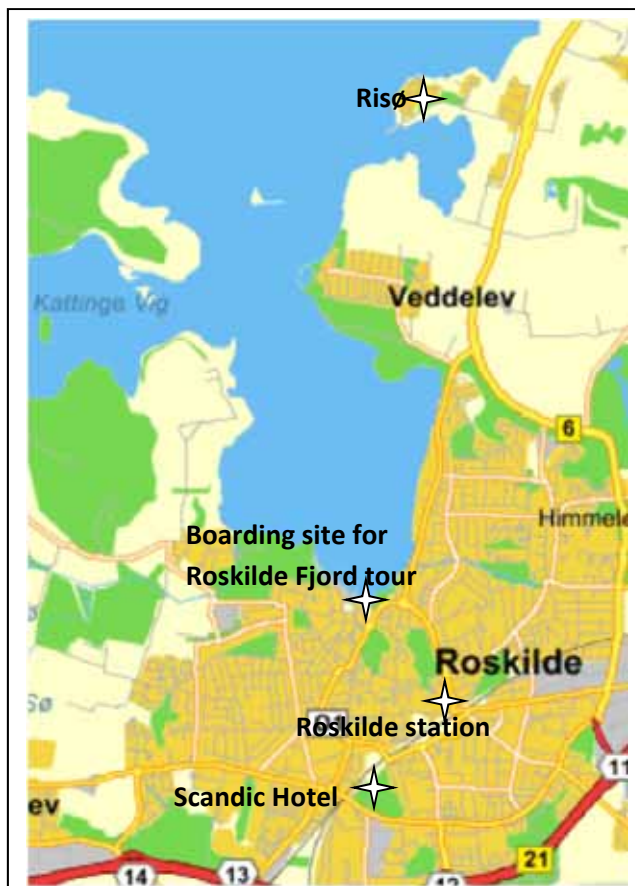 Risø
Kattinge Vig
Veddelev
6
Himmele
Boarding site for
Roskilde Fjord tour
Roskilde
Sø
Roskilde station
11
Scandic Hotel
ev
21
14
13